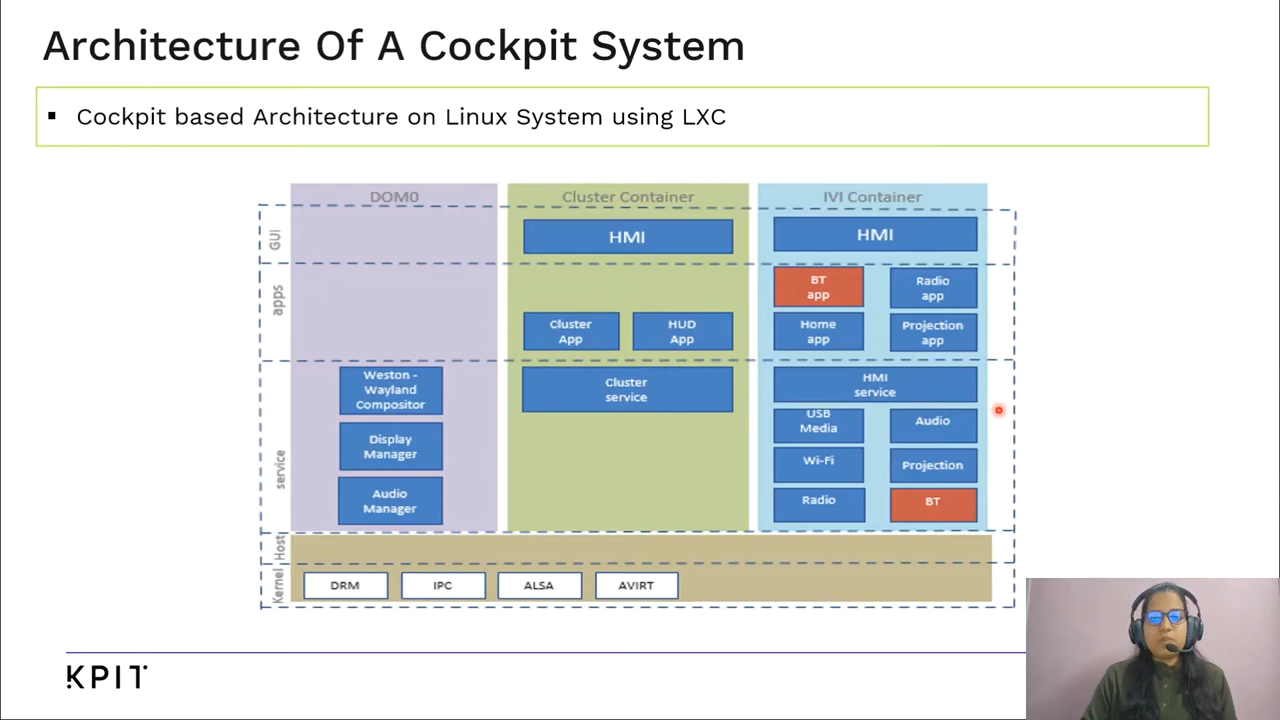 Architecture Of A Cockpit System
▪ Cockpit based Architecture on Linux System using LXC
DOM0
Cluster Container
IVI Container
GUI
HMI
HMI
apps
BT
app
Radio
app
Cluster
App
HUD
App
Home
app
Projection
app
service
Weston -
Wayland
Compositor
Cluster
service
HMI
service
Display
Manager
USB
Media
Audio
Wi-Fi
Projection
Audio
Manager
Radio
BT
Host
Kernel
DRM
IPC
ALSA
AVIRT
KPIT